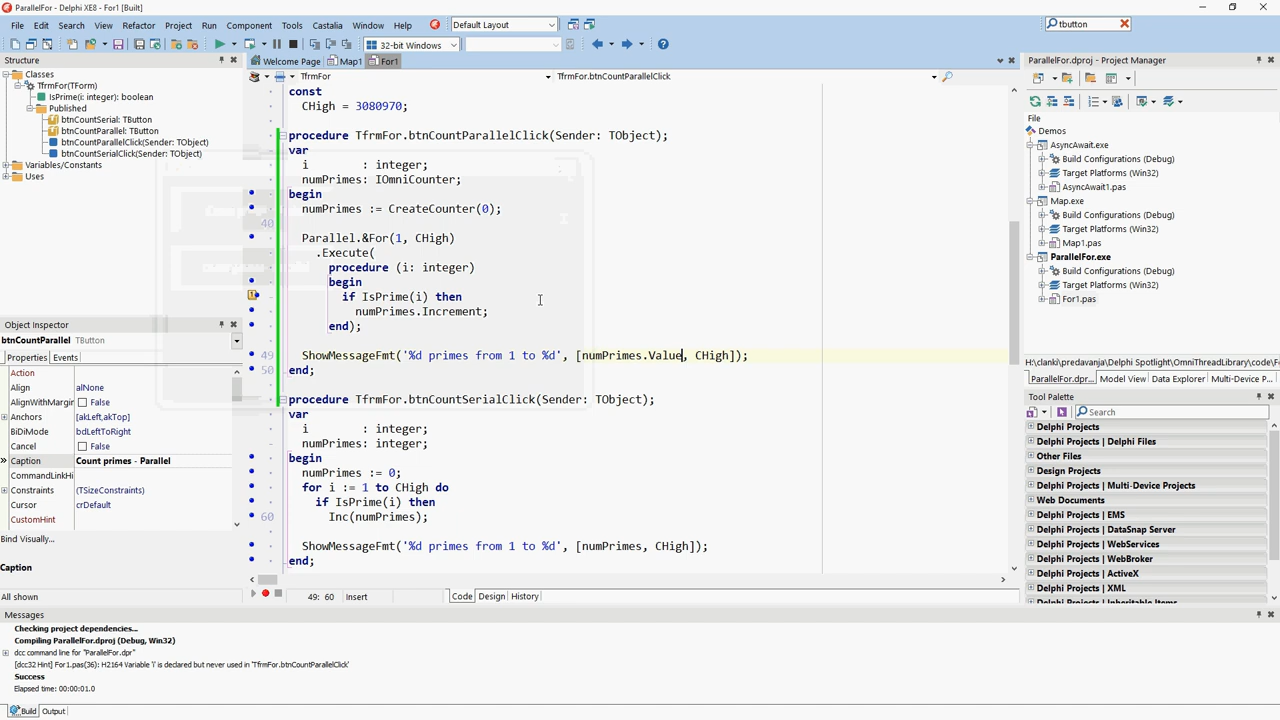 ParallelFor - Delphi XE8 - For1 [Built]
File Edit Search View Refactor Project Run Component Tools Castalia Window Help Default Layout tbutton
32-bit Windows
Structure
Classes
TfrmFor(TForm)
IsPrime(i: integer): boolean
Published
btnCountSerial: TButton
btnCountParallel: TButton
btnCountParallelClick(Sender: TObject)
btnCountSerialClick(Sender: TObject)
Variables/Constants
Uses
Object Inspector
btnCountParallel TButton
Properties Events
Action
Align alNone
AlignWithMargin False
Anchors [akLeft,akTop]
BiDiMode bdLeftToRight
Cancel False
Caption Count primes - Parallel
CommandLinkHi
Constraints (TSizeConstraints)
Cursor crDefault
CustomHint
Bind Visually...
Caption
All shown
Welcome Page Map1 For1
TfrmFor TfrmFor.btnCountParallelClick
const
CHigh = 3080970;
procedure TfrmFor.btnCountParallelClick(Sender: TObject);
var
i : integer;
numPrimes: IOmniCounter;
begin
numPrimes := CreateCounter(0);
40
Parallel.&For(1, CHigh)
.Execute(
procedure (i: integer)
begin
if IsPrime(i) then
numPrimes.Increment;
end);
49 ShowMessageFmt('%d primes from 1 to %d', [numPrimes.Value, CHigh]);
50 end;
procedure TfrmFor.btnCountSerialClick(Sender: TObject);
var
i : integer;
numPrimes: integer;
begin
numPrimes := 0;
for i := 1 to CHigh do
if IsPrime(i) then
60 Inc(numPrimes);
ShowMessageFmt('%d primes from 1 to %d', [numPrimes, CHigh]);
end;
49: 60 Insert Code Design History
ParallelFor.dproj - Project Manager
File
Demos
AsyncAwait.exe
Build Configurations (Debug)
Target Platforms (Win32)
AsyncAwait1.pas
Map.exe
Build Configurations (Debug)
Target Platforms (Win32)
Map1.pas
ParallelFor.exe
Build Configurations (Debug)
Target Platforms (Win32)
For1.pas
H:\clanki\predavanja\Delphi Spotlight\OmniThreadLibrary\code\F
ParallelFor.dpr... Model View Data Explorer Multi-Device P...
Tool Palette
Search
Delphi Projects
Delphi Projects | Delphi Files
Other Files
Design Projects
Delphi Projects | Multi-Device Projects
Web Documents
Delphi Projects | EMS
Delphi Projects | DataSnap Server
Delphi Projects | WebServices
Delphi Projects | WebBroker
Delphi Projects | ActiveX
Delphi Projects | XML
Delphi Projects | Inheritable Items
Messages
Checking project dependencies...
Compiling ParallelFor.dproj (Debug, Win32)
dcc command line for "ParallelFor.dpr"
[dcc32 Hint] For1.pas(36): H2164 Variable 'i' is declared but never used in 'TfrmFor.btnCountParallelClick'
Success
Elapsed time: 00:00:01.0
Build Output